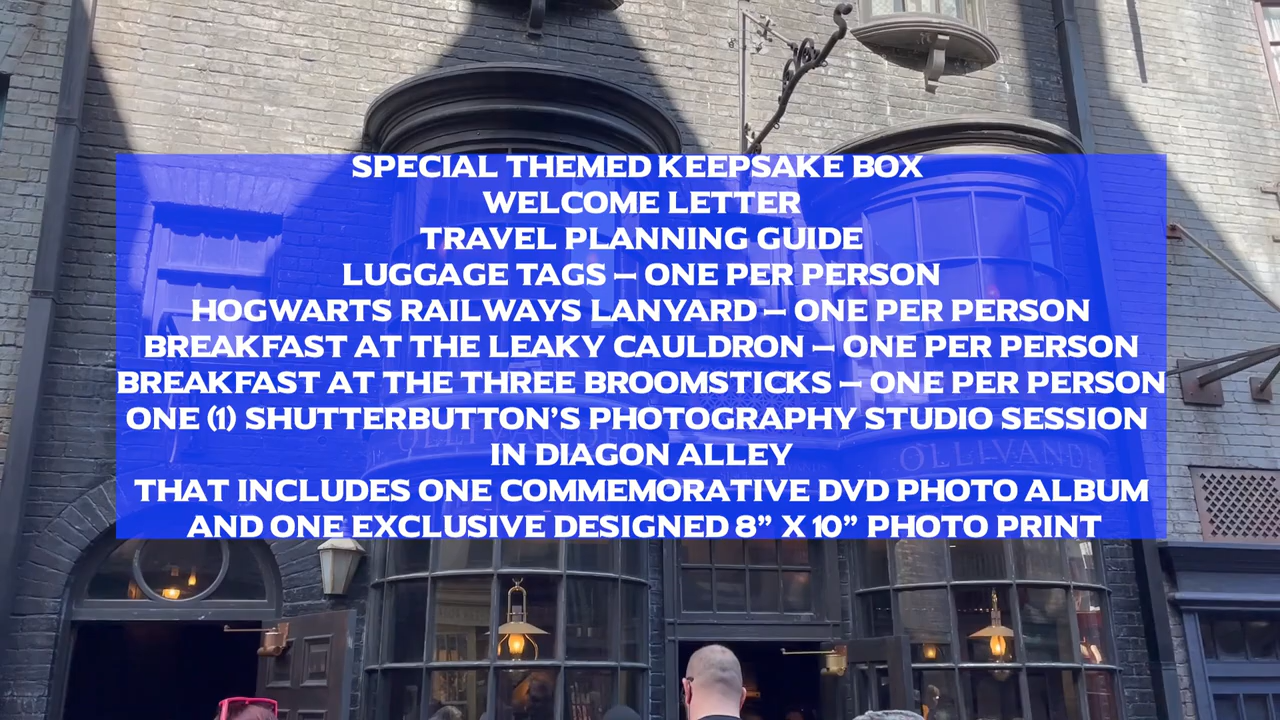 SPECIAL THEMED KEEPSAKE BOX
WELCOME LETTER
TRAVEL PLANNING GUIDE
LUGGAGE TAGS – ONE PER PERSON
HOGWARTS RAILWAYS LANYARD – ONE PER PERSON
BREAKFAST AT THE LEAKY CAULDRON – ONE PER PERSON
BREAKFAST AT THE THREE BROOMSTICKS – ONE PER PERSON
ONE (1) SHUTTERBUTTON'S PHOTOGRAPHY STUDIO SESSION
IN DIAGON ALLEY
THAT INCLUDES ONE COMMEMORATIVE DVD PHOTO ALBUM
AND ONE EXCLUSIVE DESIGNED 8” X 10” PHOTO PRINT
OLLIVANDER
OLLIVAND